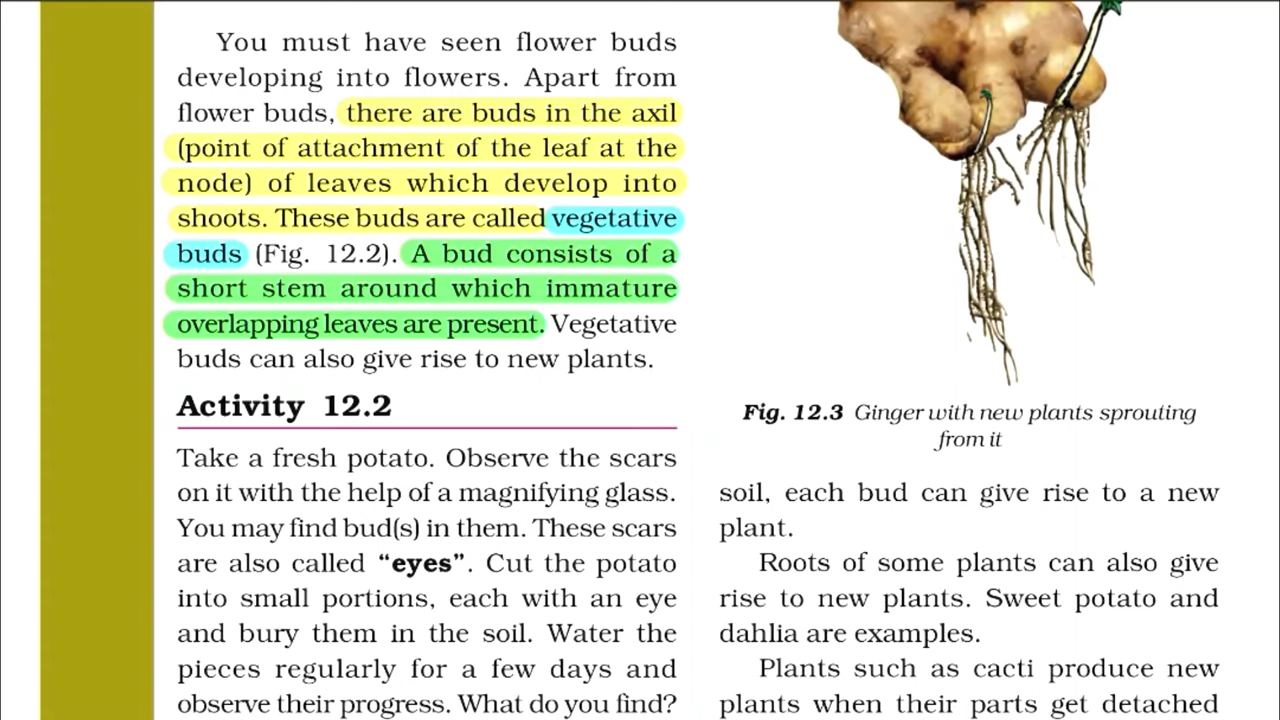 You must have seen flower buds
developing into flowers. Apart from
flower buds, there are buds in the axil
(point of attachment of the leaf at the
node) of leaves which develop into
shoots. These buds are called vegetative
buds (Fig. 12.2). A bud consists of a
short stem around which immature
overlapping leaves are present. Vegetative
buds can also give rise to new plants.
Activity 12.2
Take a fresh potato. Observe the scars
on it with the help of a magnifying glass.
You may find bud(s) in them. These scars
are also called “eyes”. Cut the potato
into small portions, each with an eye
and bury them in the soil. Water the
pieces regularly for a few days and
observe their progress. What do you find?
Fig. 12.3 Ginger with new plants sprouting
from it
soil, each bud can give rise to a new
plant.
Roots of some plants can also give
rise to new plants. Sweet potato and
dahlia are examples.
Plants such as cacti produce new
plants when their parts get detached